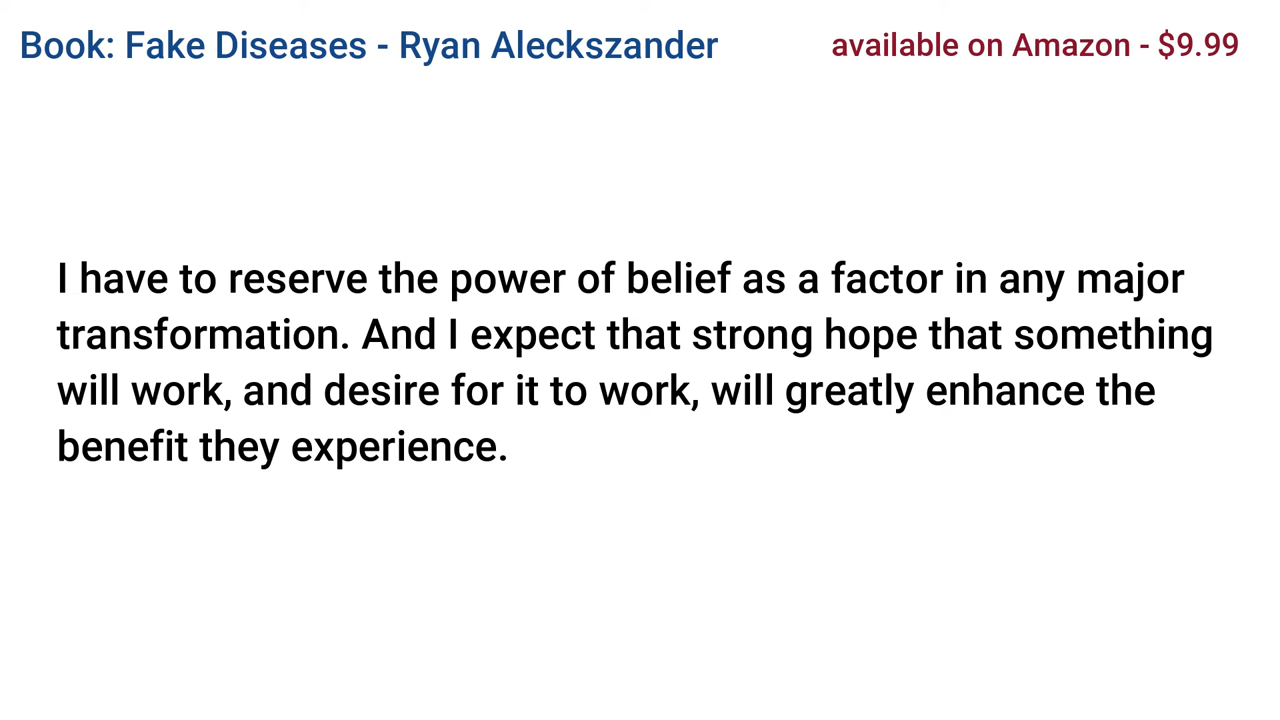 Book: Fake Diseases - Ryan Aleckszander
available on Amazon - $9.99
I have to reserve the power of belief as a factor in any major
transformation. And I expect that strong hope that something
will work, and desire for it to work, will greatly enhance the
benefit they experience.